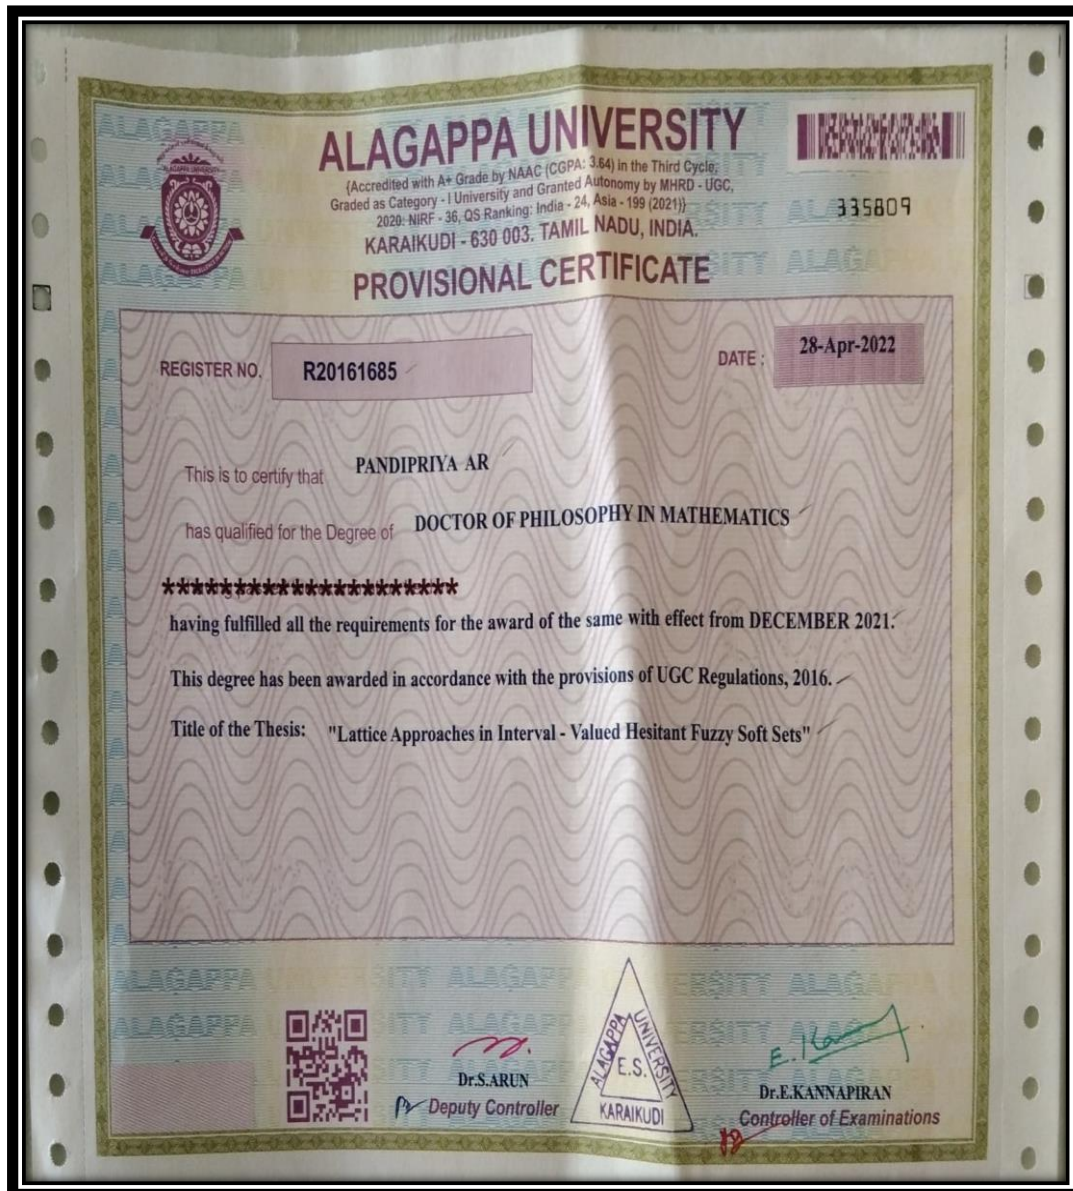 ALAGAPPA UNIVERSITY
(Accredited with A+ Grade by NAAC (CGPA: 3.64) in the Third Cycle;
Graded as Category - I University and Granted Autonomy by MHRD - UGC,
2020: NIRF - 36, QS Ranking: India - 24, Asia - 199 (2021))
KARAIKUDI - 630 003. TAMIL NADU, INDIA.
335809
PROVISIONAL CERTIFICATE
REGISTER NO. R20161685
DATE : 28-Apr-2022
This is to certify that PANDIPRIYA AR
has qualified for the Degree of DOCTOR OF PHILOSOPHY IN MATHEMATICS
******************
having fulfilled all the requirements for the award of the same with effect from DECEMBER 2021.
This degree has been awarded in accordance with the provisions of UGC Regulations, 2016.
Title of the Thesis: "Lattice Approaches in Interval - Valued Hesitant Fuzzy Soft Sets"
Dr.S.ARUN
Deputy Controller
ALAGAPPA UNIVERSITY
E.S.
KARAIKUDI
Dr.E.KANNAPIRAN
Controller of Examinations